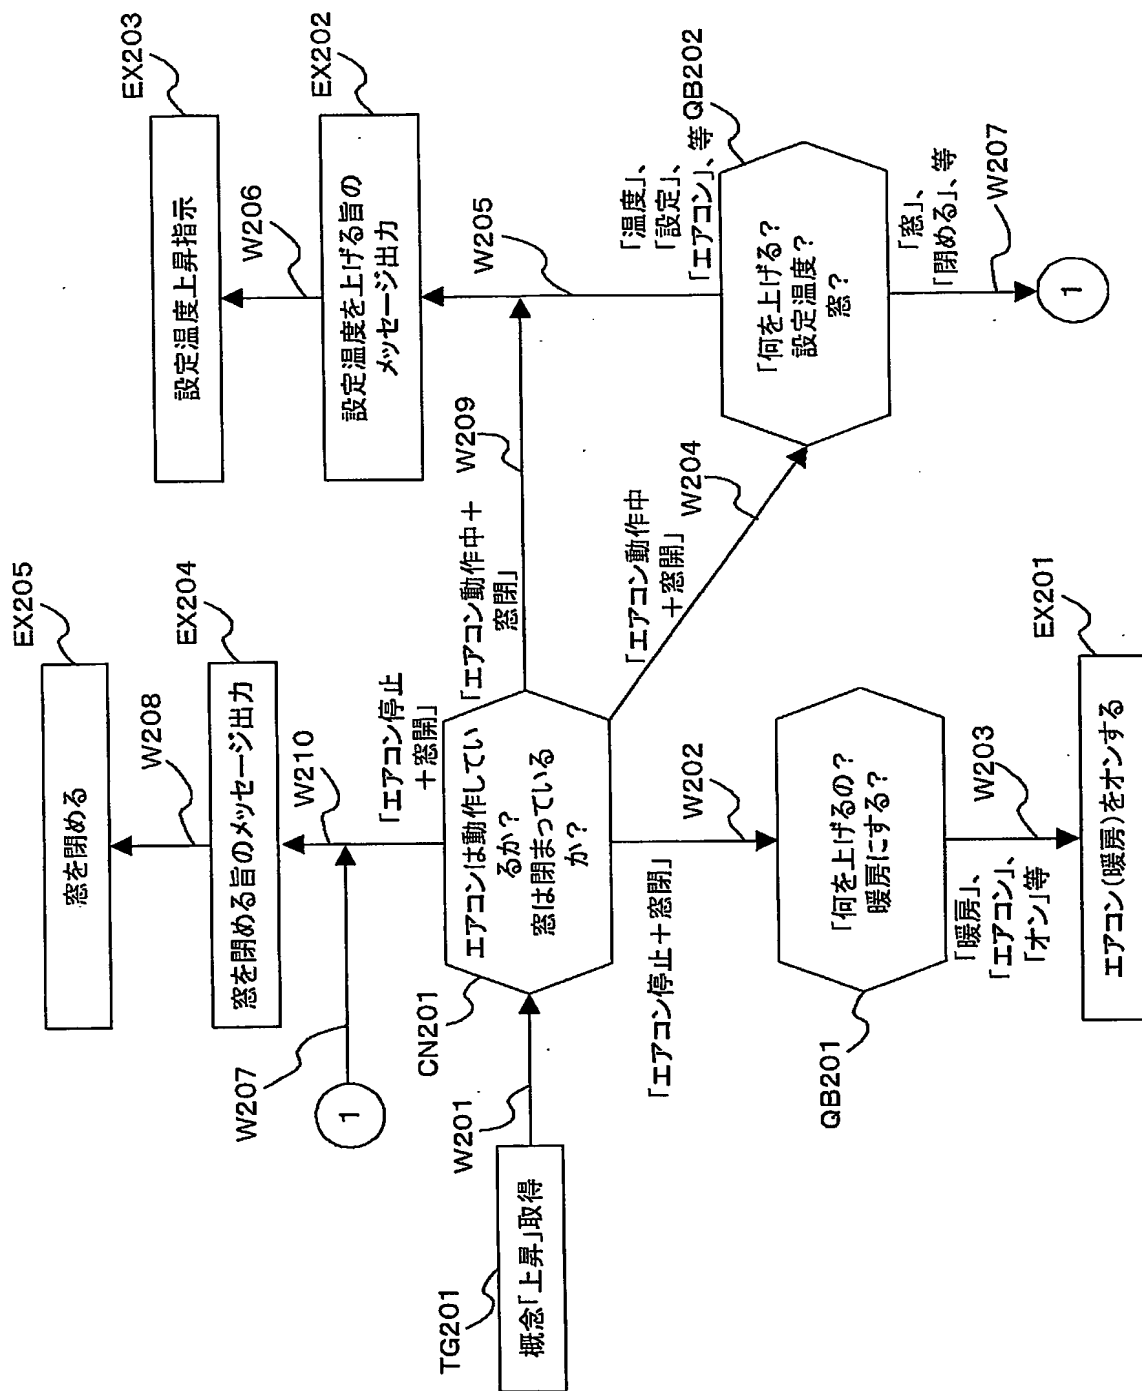 TG201
概念「上昇」取得
W201
CN201
エアコンは動作してい
るか?
窓は閉まっている
か?
「エアコン停止
+窓開」
W210
W207
1
EX204
窓を閉める旨のメッセージ出力
W208
EX205
窓を閉める
「エアコン動作中+
窓閉」
W209
「エアコン動作中
+窓開」
W204
「エアコン停止+窓閉」
W202
QB201
「何を上げるの?
暖房にする?
「暖房」、
「エアコン」、
「オン」等
W203
EX201
エアコン(暖房)をオンする
QB202
「何を上げる?
設定温度?
窓?
「温度」、
「設定」、
「エアコン」、等
W205
EX202
設定温度を上げる旨の
メッセージ出力
W206
EX203
設定温度上昇指示
「窓」、
「閉める」、等
W207
1